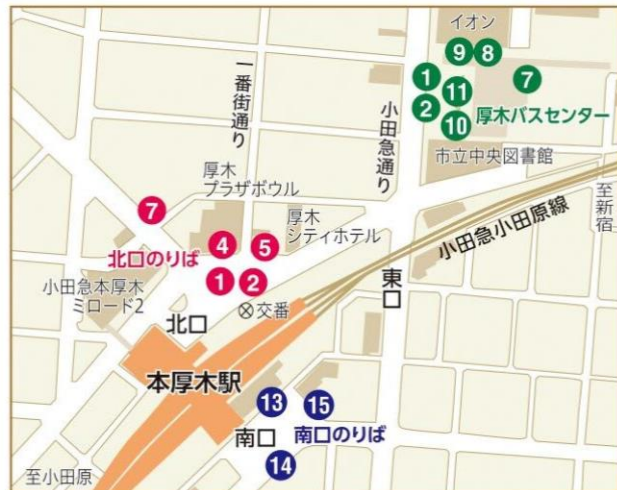 イオン
9 8
1
11
7
2
10
厚木バスセンター
市立中央図書館
一番街通り
小田急通り
厚木
プラザボウル
厚木
シティホテル
7
4
5
北口のりば
1 2
小田急本厚木
ミロード2
北口
交番
小田急小田原線
至新宿
東口
本厚木駅
13
15
南口
南口のりば
14
至小田原